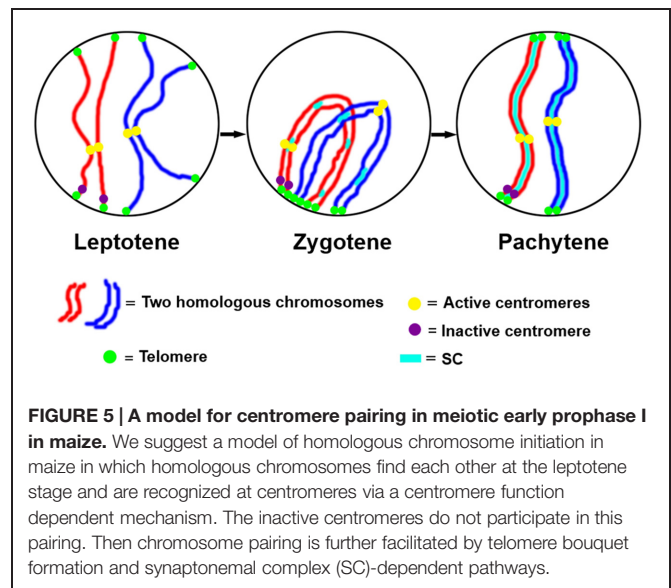 Leptotene Zygotene Pachytene
= Two homologous chromosomes = Active centromeres
= Inactive centromere
= Telomere = SC
FIGURE 5 | A model for centromere pairing in meiotic early prophase I
in maize. We suggest a model of homologous chromosome initiation in
maize in which homologous chromosomes find each other at the leptotene
stage and are recognized at centromeres via a centromere function
dependent mechanism. The inactive centromeres do not participate in this
pairing. Then chromosome pairing is further facilitated by telomere bouquet
formation and synaptonemal complex (SC)-dependent pathways.